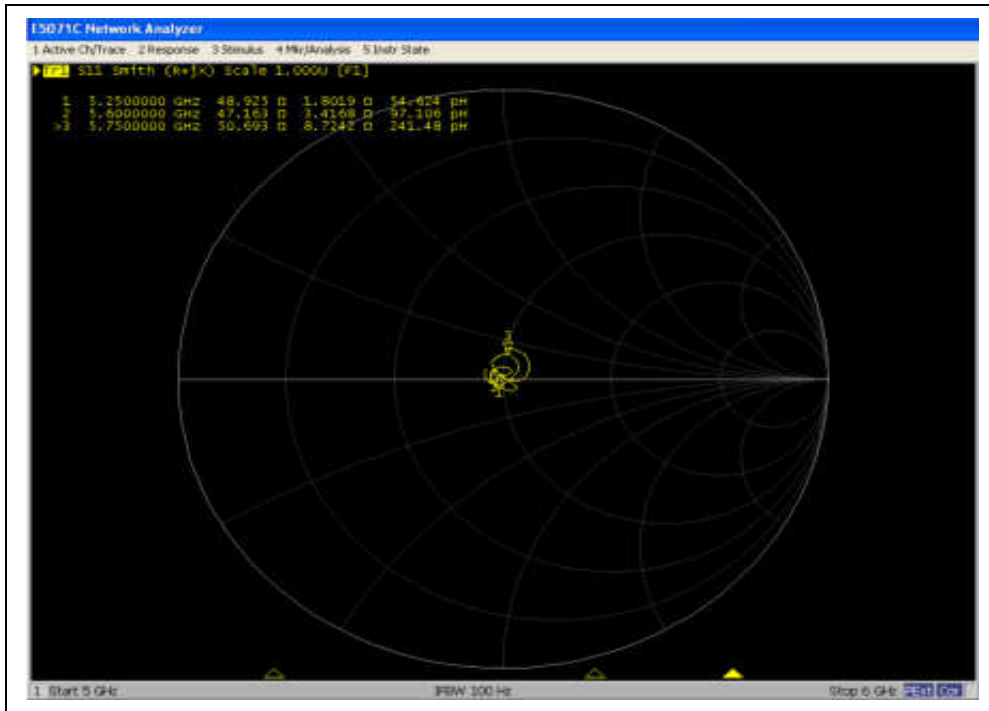 E5071C Network Analyzer
1 Active Ch/Trace 2 Response 3 Stimulus 4 Mkr/Analysis 5 Instr State
Tr1 S11 Smith (R+jX) Scale 1.000U [F1]
1 5.2500000 GHz 48.925 Ω 1.8019 Ω 54.624 pH
2 5.6000000 GHz 47.163 Ω 3.4168 Ω 97.106 pH
>3 5.7500000 GHz 50.693 Ω 8.7242 Ω 241.48 pH
1 Start 5 GHz IFBW 100 Hz Stop 6 GHz Cor